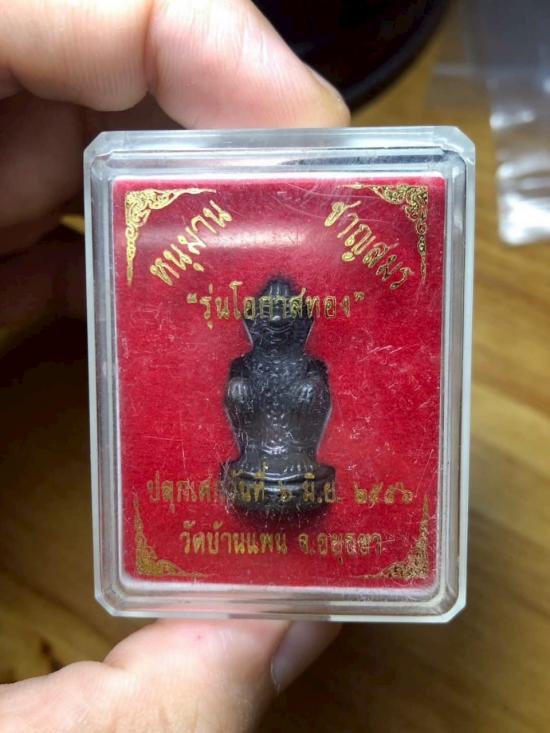 หนุมาน ชาญสมร
"รุ่นโอกาสทอง"
ปลุกเสกวันที่ ๖ มิ.ย. ๒๕๕๖
วัดบ้านแพน จ.อยุธยา